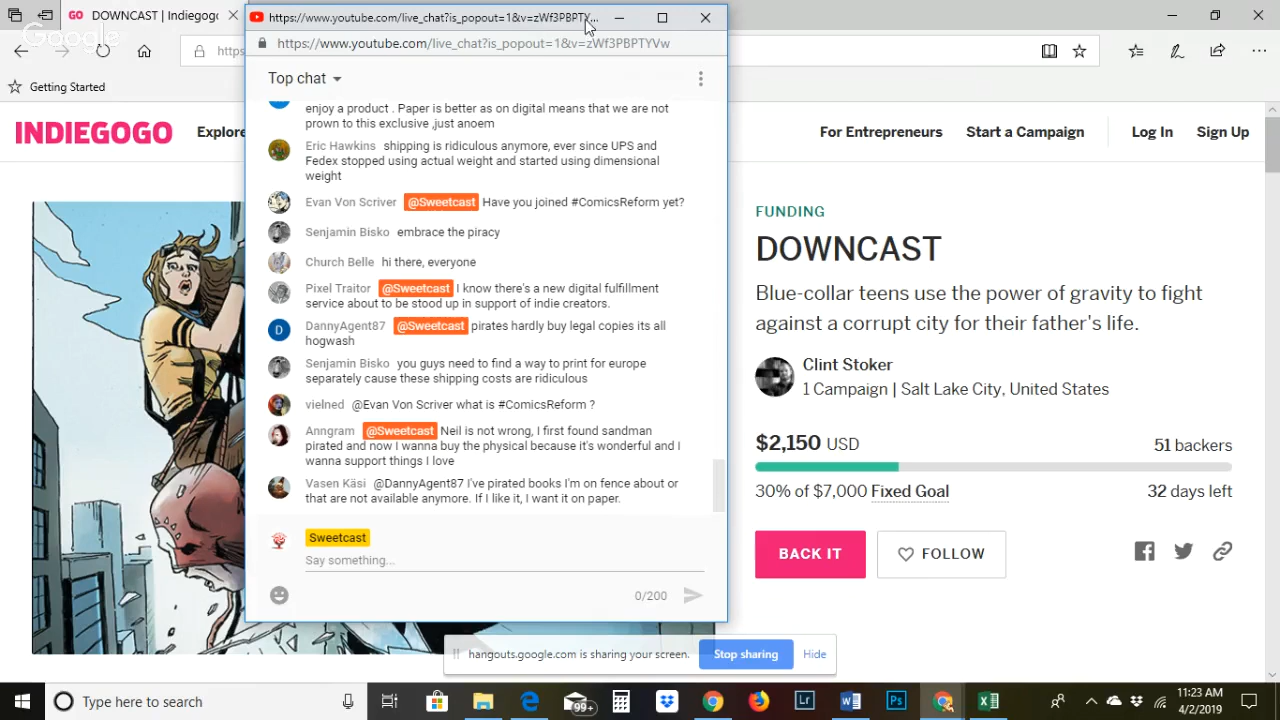 DOWNCAST | Indiegogo
Google
https
Getting Started
https://www.youtube.com/live_chat?is_popout=1&v=zWf3PBPTY...
https://www.youtube.com/live_chat?is_popout=1&v=zWf3PBPTYVw
Top chat
enjoy a product . Paper is better as on digital means that we are not
prown to this exclusive ,just anoem
Eric Hawkins shipping is ridiculous anymore, ever since UPS and
Fedex stopped using actual weight and started using dimensional
weight
Evan Von Scriver @Sweetcast Have you joined #ComicsReform yet?
Senjamin Bisko embrace the piracy
Church Belle hi there, everyone
Pixel Traitor @Sweetcast I know there's a new digital fulfillment
service about to be stood up in support of indie creators.
D DannyAgent87 @Sweetcast pirates hardly buy legal copies its all
hogwash
Senjamin Bisko you guys need to find a way to print for europe
separately cause these shipping costs are ridiculous
vielned @Evan Von Scriver what is #ComicsReform ?
Anngram @Sweetcast Neil is not wrong, I first found sandman
pirated and now I wanna buy the physical because it's wonderful and I
wanna support things I love
Vasen Käsi @DannyAgent87 I've pirated books I'm on fence about or
that are not available anymore. If I like it, I want it on paper.
Sweetcast
Say something...
0/200
INDIEGOGO Explore
For Entrepreneurs Start a Campaign Log In Sign Up
FUNDING
DOWNCAST
Blue-collar teens use the power of gravity to fight
against a corrupt city for their father's life.
Clint Stoker
1 Campaign | Salt Lake City, United States
$2,150 USD 51 backers
30% of $7,000 Fixed Goal 32 days left
BACK IT FOLLOW
hangouts.google.com is sharing your screen. Stop sharing Hide
Type here to search
99+
11:23 AM
4/2/2019